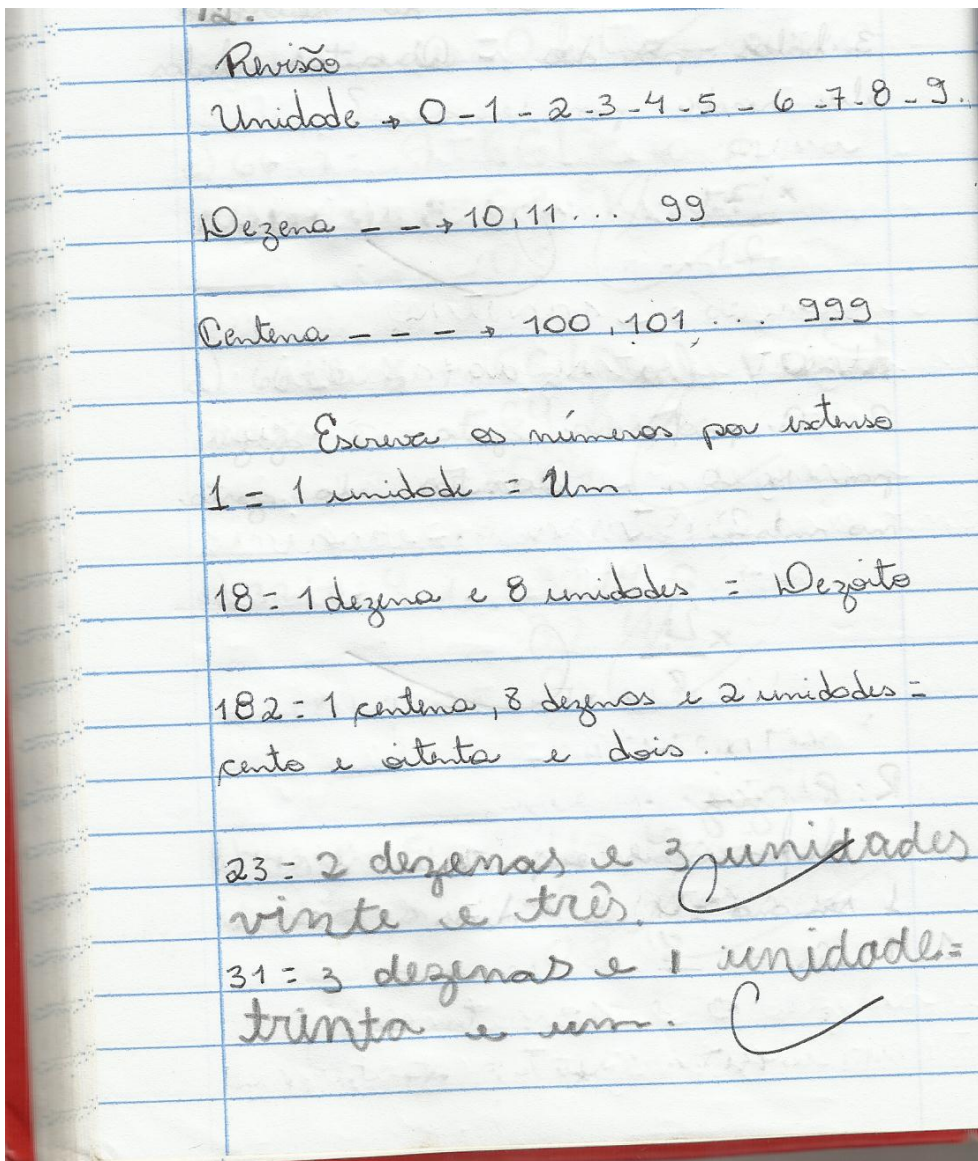 12.
Revisão
Unidade → 0 - 1 - 2 - 3 - 4 - 5 - 6 - 7 - 8 - 9.
Dezena - - → 10, 11 ... 99
Centena - - - → 100, 101, ... 999
Escreva os números por extenso
1 = 1 unidade = Um
18 = 1 dezena e 8 unidades = Dezoito
182 = 1 centena, 8 dezenas e 2 unidades =
cento e oitenta e dois.
23 = 2 dezenas e 3 unidades
vinte e três.
31 = 3 dezenas e 1 unidade =
trinta e um.